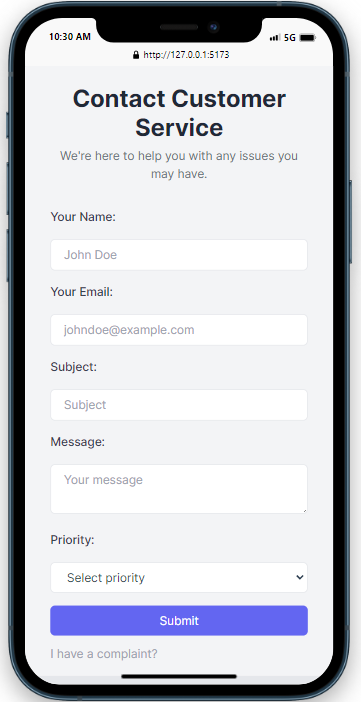 10:30 AM
5G
http://127.0.0.1:5173
Contact Customer
Service
We're here to help you with any issues you
may have.
Your Name:
John Doe
Your Email:
johndoe@example.com
Subject:
Subject
Message:
Your message
Priority:
Select priority
Submit
I have a complaint?